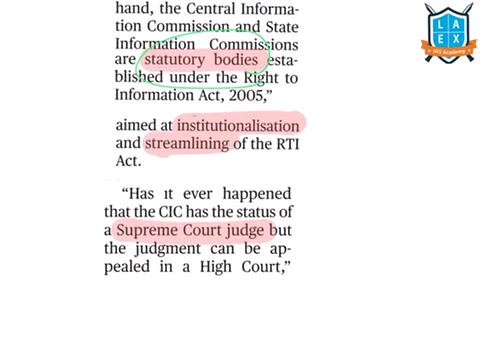 hand, the Central Informa-
tion Commission and State
Information Commissions
are statutory bodies esta-
blished under the Right to
Information Act, 2005,”
aimed at institutionalisation
and streamlining of the RTI
Act.
“Has it ever happened
that the CIC has the status of
a Supreme Court judge but
the judgment can be ap-
pealed in a High Court,”
L A
E X
IAS Academy